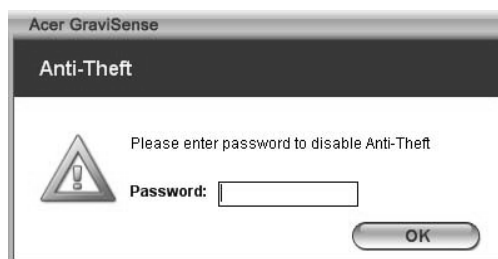 Acer GraviSense
Anti-Theft
Please enter password to disable Anti-Theft
Password:
OK